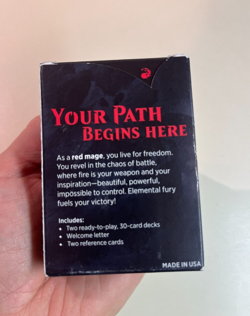 YOUR PATH
BEGINS HERE
As a red mage, you live for freedom.
You revel in the chaos of battle,
where fire is your weapon and your
inspiration—beautiful, powerful,
impossible to control. Elemental fury
fuels your victory!
Includes:
• Two ready-to-play, 30-card decks
• Welcome letter
• Two reference cards
MADE IN USA